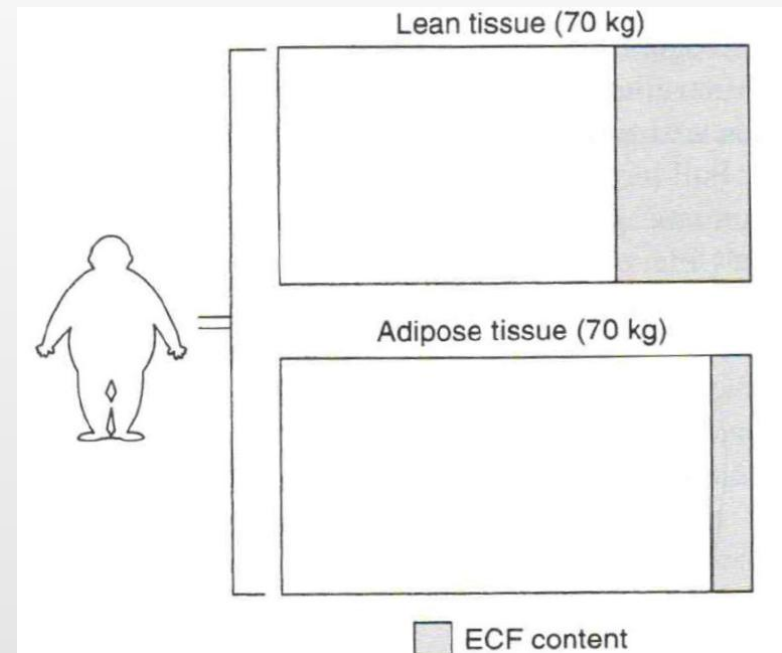 Lean tissue (70 kg)
Adipose tissue (70 kg)
ECF content